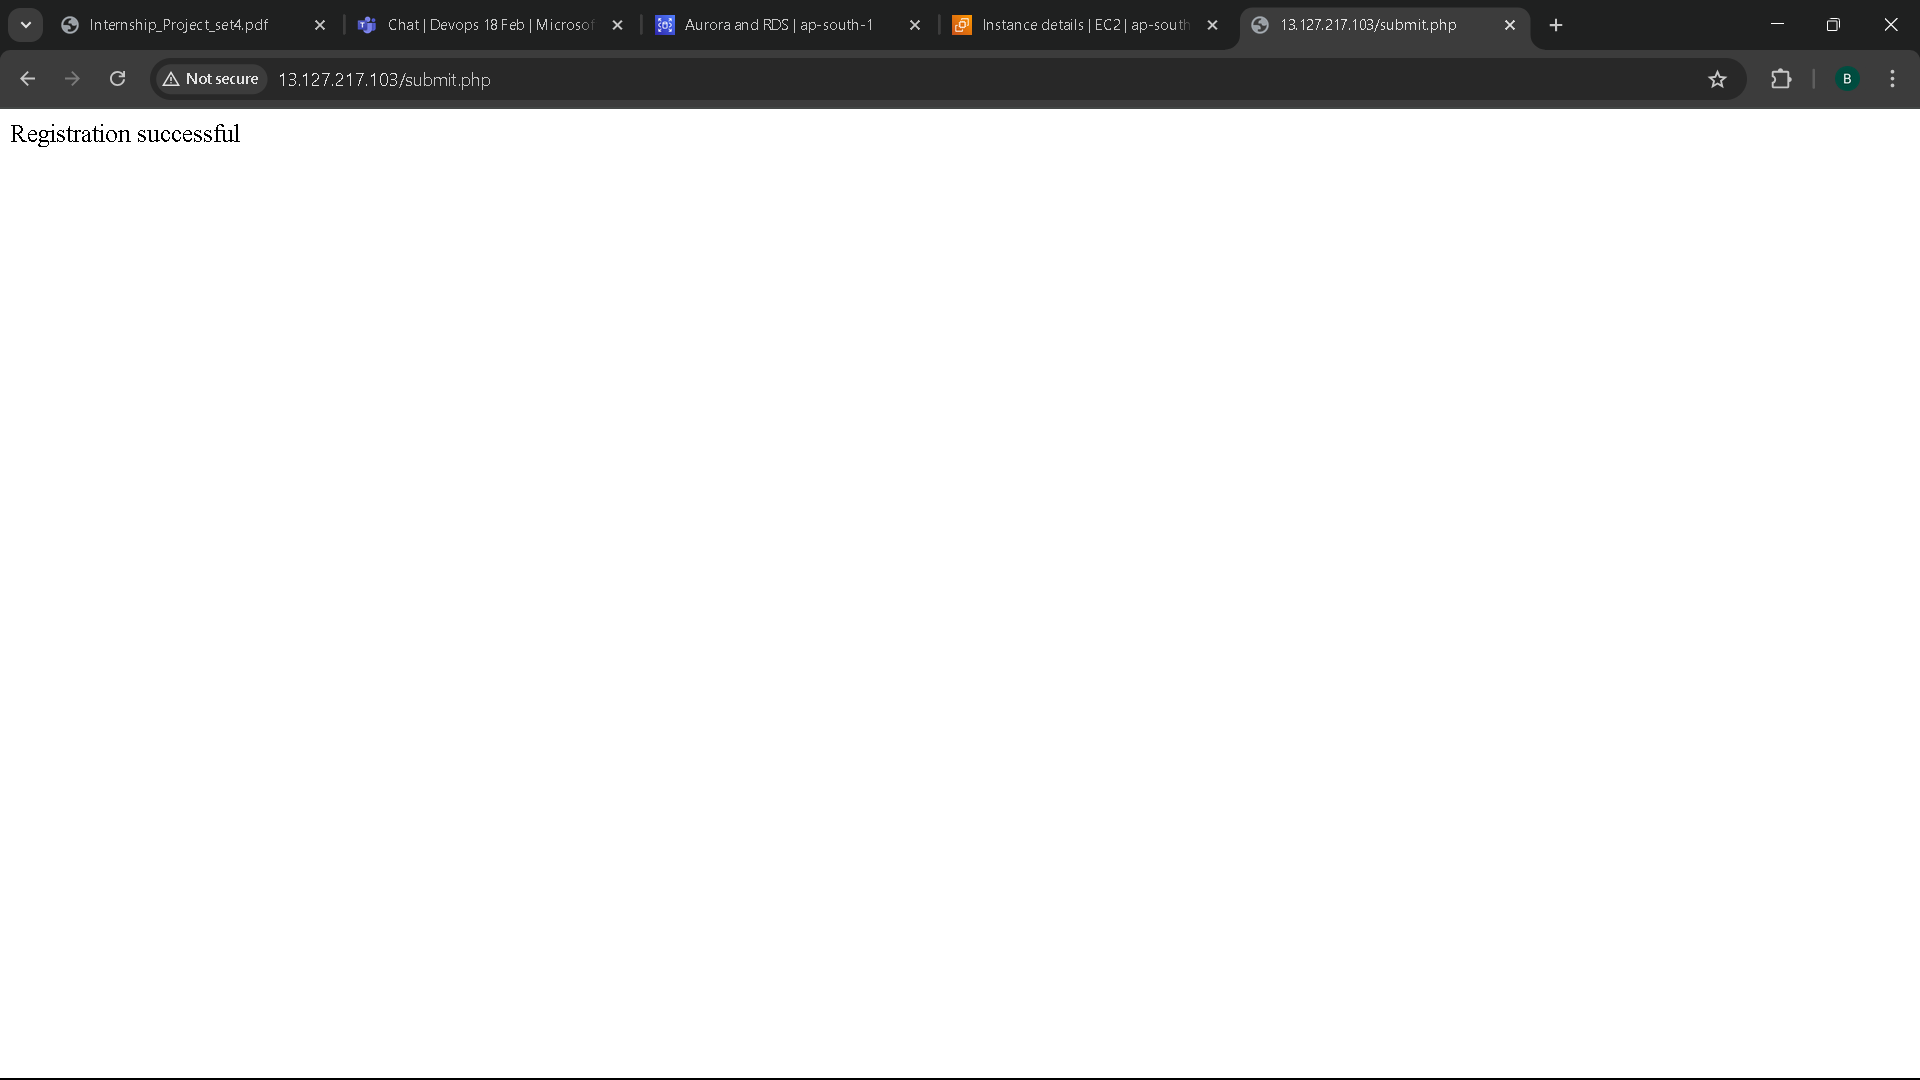 Internship_Project_set4.pdf
Chat | Devops 18 Feb | Microsof
Aurora and RDS | ap-south-1
Instance details | EC2 | ap-south
13.127.217.103/submit.php
Not secure
13.127.217.103/submit.php
B
Registration successful